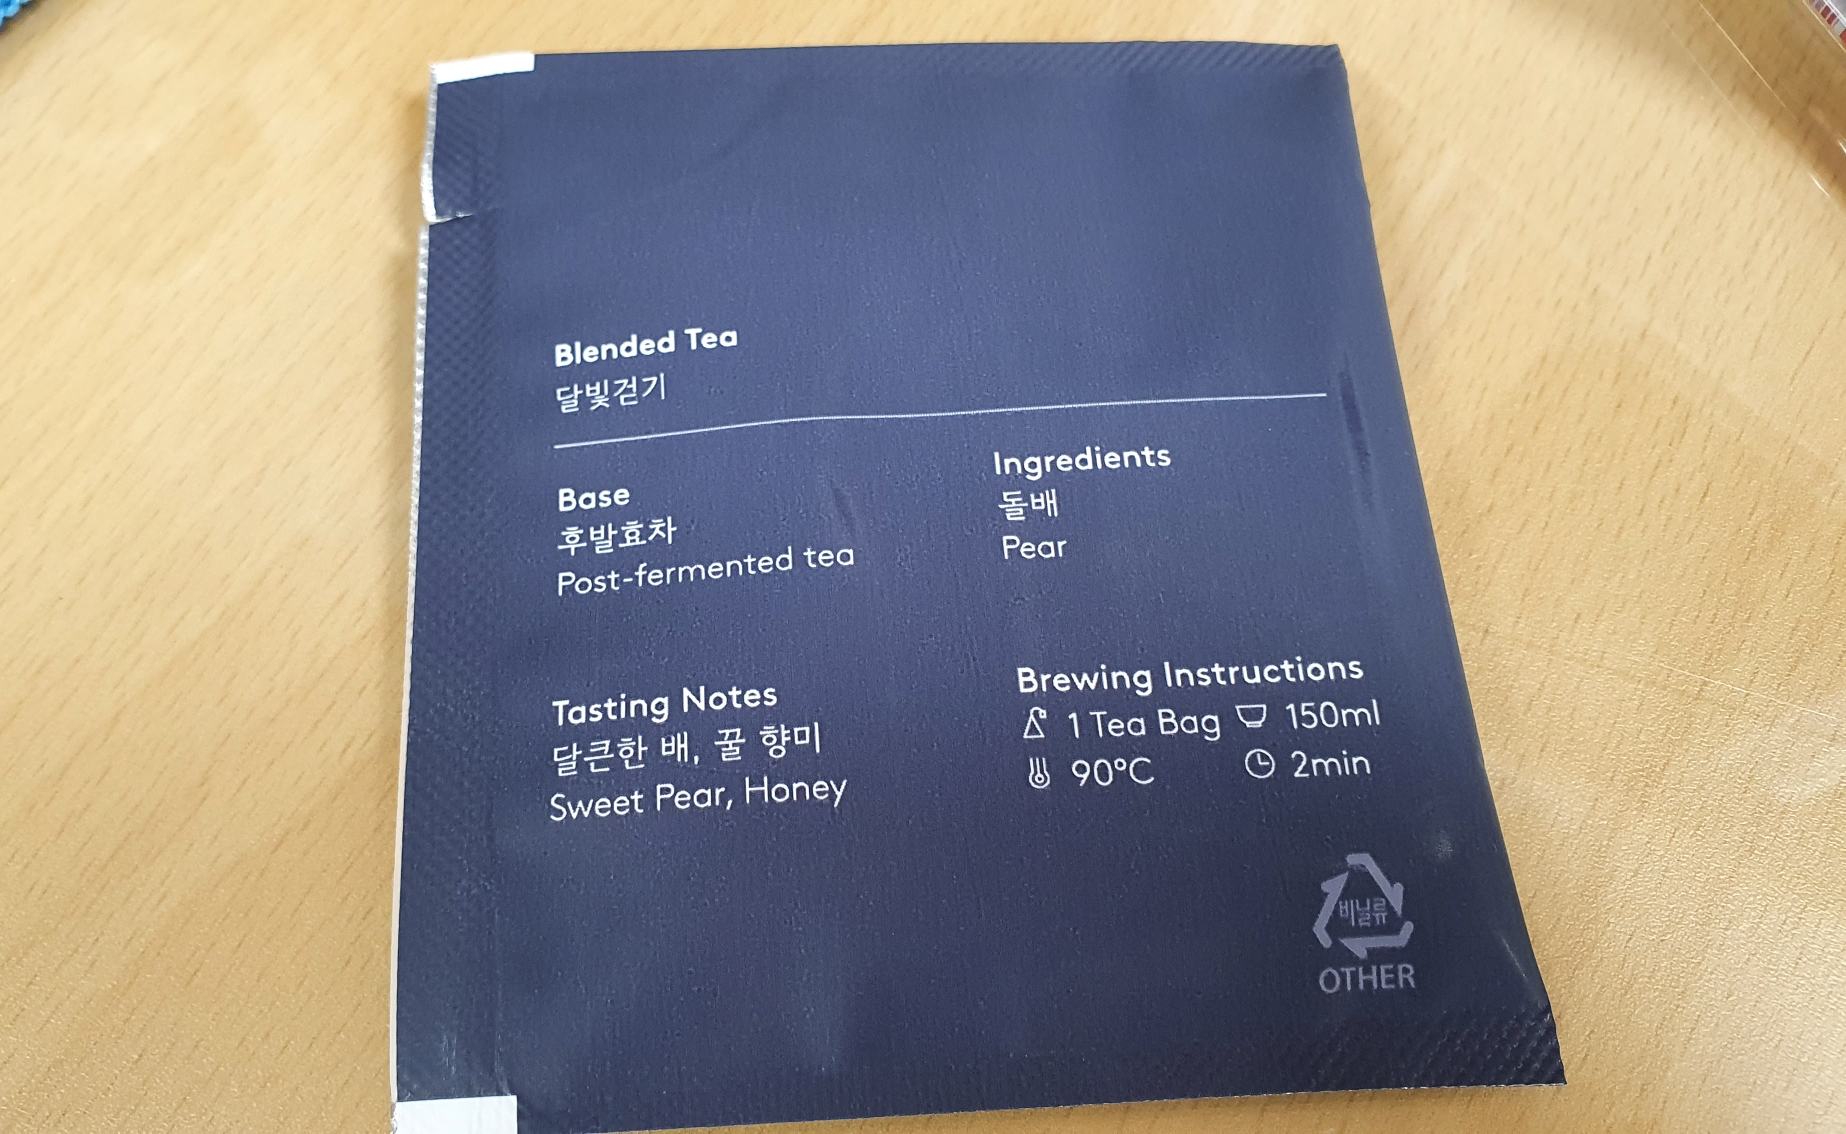 Blended Tea
달빛걷기
Base
후발효차
Post-fermented tea
Ingredients
돌배
Pear
Tasting Notes
달큰한 배, 꿀 향미
Sweet Pear, Honey
Brewing Instructions
1 Tea Bag 150ml
90°C 2min
비닐류
OTHER